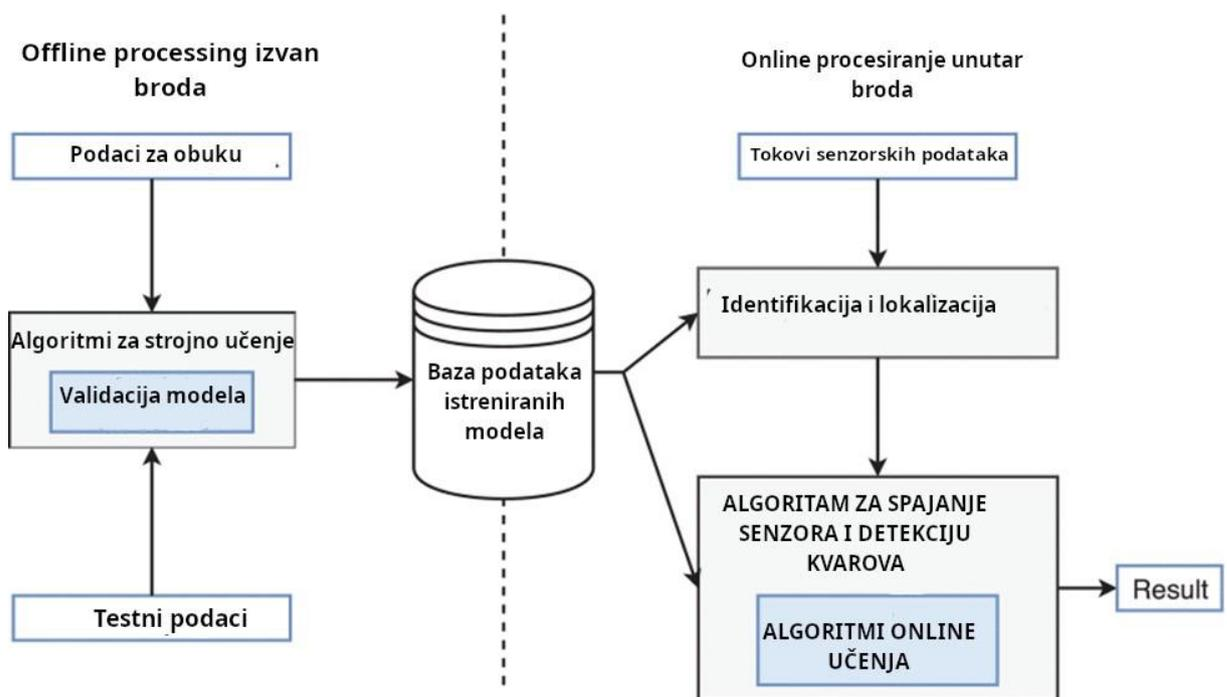 Offline processing izvan
broda
Podaci za obuku
Algoritmi za strojno učenje
Validacija modela
Testni podaci
Baza podataka
istreniranih
modela
Online procesiranje unutar
broda
Tokovi senzorskih podataka
Identifikacija i lokalizacija
ALGORITAM ZA SPAJANJE
SENZORA I DETEKCIJU
KVAROVA
ALGORITMI ONLINE
UČENJA
Result